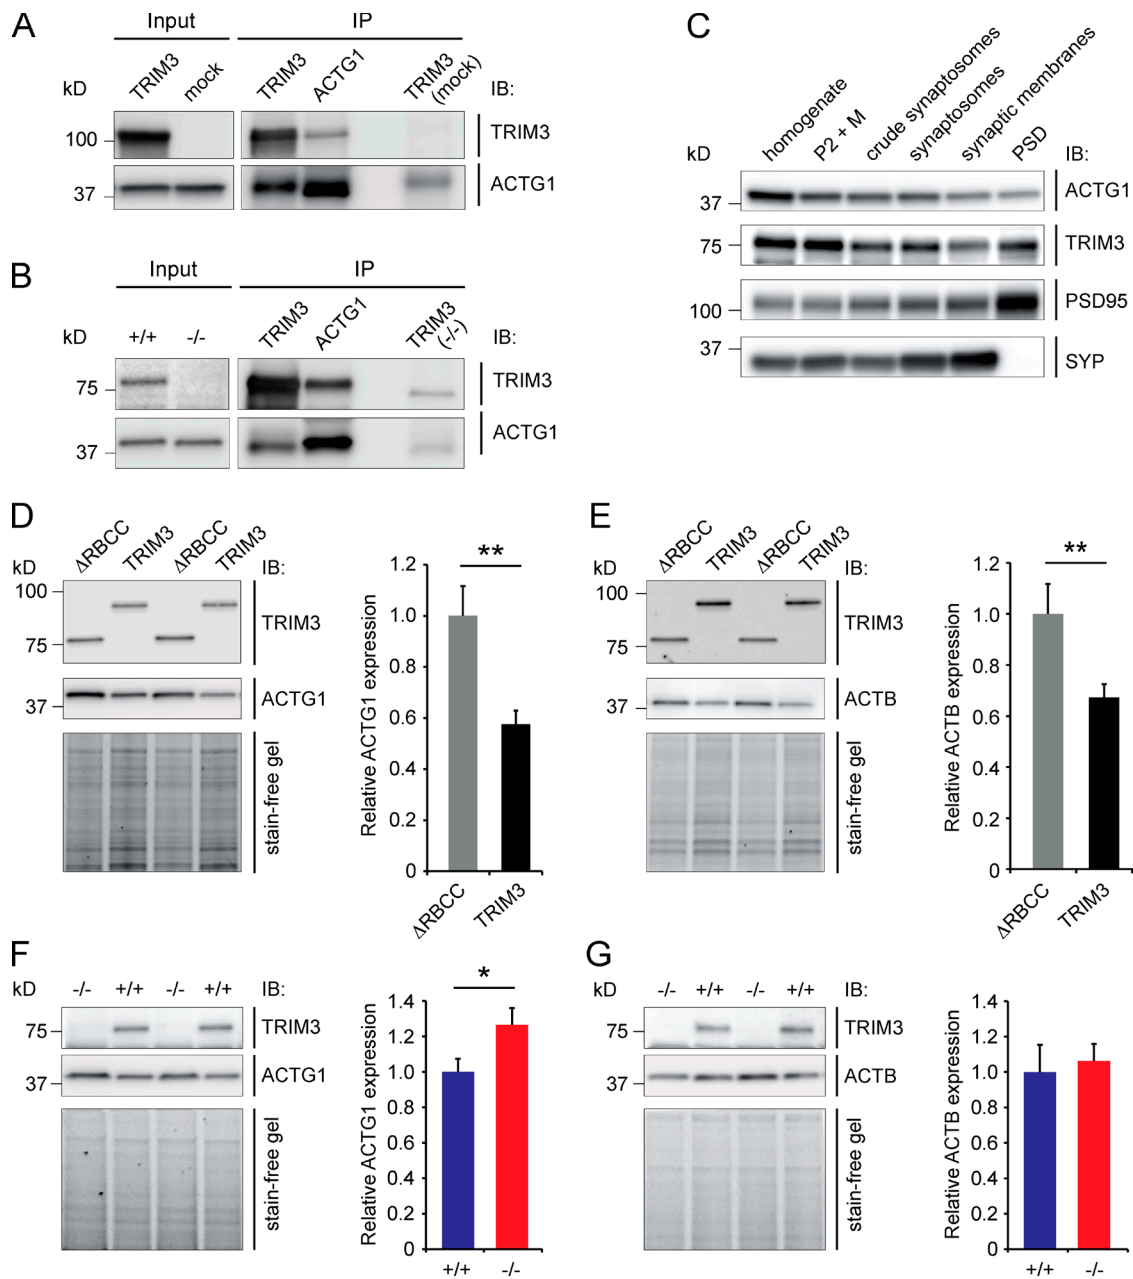 A
Input IP
kD TRIM3 mock TRIM3 ACTG1 TRIM3 (mock) IB:
100 TRIM3
37 ACTG1
B
Input IP
kD +/+ -/- TRIM3 ACTG1 TRIM3 (-/-) IB:
75 TRIM3
37 ACTG1
C
kD homogenate P2 + M crude synaptosomes synaptosomes synaptic membranes PSD IB:
37 ACTG1
75 TRIM3
100 PSD95
37 SYP
D
kD ΔRBCC TRIM3 ΔRBCC TRIM3 IB:
100
75
TRIM3
37 ACTG1
stain-free gel
Relative ACTG1 expression
**
1.2
1.0
0.8
0.6
0.4
0.2
0
ΔRBCC TRIM3
E
kD ΔRBCC TRIM3 ΔRBCC TRIM3 IB:
100
75
TRIM3
37 ACTB
stain-free gel
Relative ACTB expression
**
1.2
1.0
0.8
0.6
0.4
0.2
0
ΔRBCC TRIM3
F
kD -/- +/+ -/- +/+ IB:
75 TRIM3
37 ACTG1
stain-free gel
Relative ACTG1 expression
*
1.4
1.2
1.0
0.8
0.6
0.4
0.2
0
+/+ -/-
G
kD -/- +/+ -/- +/+ IB:
75 TRIM3
37 ACTB
stain-free gel
Relative ACTB expression
1.4
1.2
1.0
0.8
0.6
0.4
0.2
0
+/+ -/-